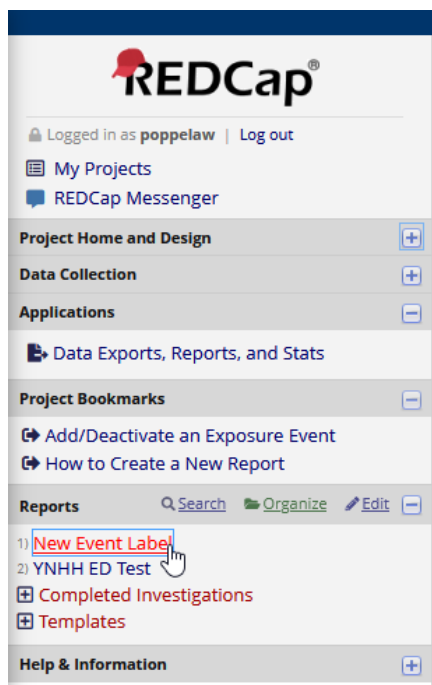 REDCap®
Logged in as poppelaw | Log out
My Projects
REDCap Messenger
Project Home and Design
Data Collection
Applications
Data Exports, Reports, and Stats
Project Bookmarks
Add/Deactivate an Exposure Event
How to Create a New Report
Reports Search Organize Edit
1) New Event Label
2) YNHH ED Test
Completed Investigations
Templates
Help & Information